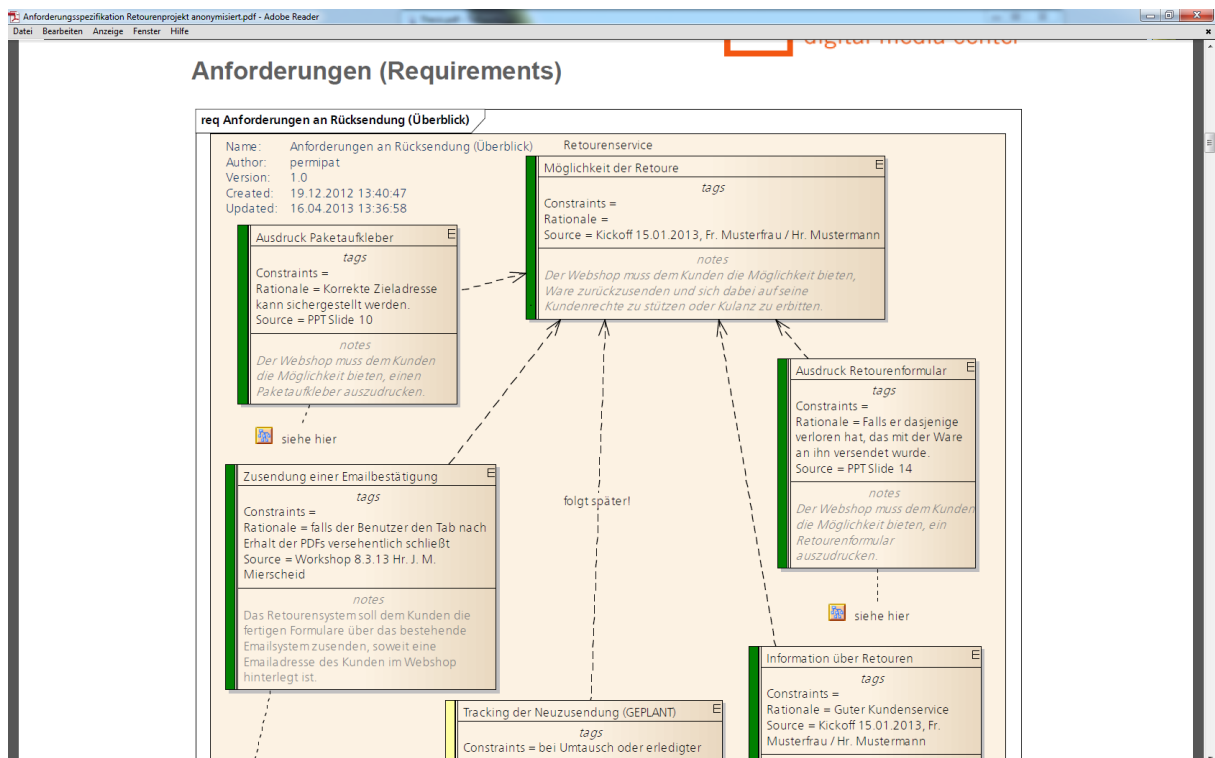 Anforderungsspezifikation Retourenprojekt anonymisiert.pdf - Adobe Reader
Datei Bearbeiten Anzeige Fenster Hilfe
digital media center
Anforderungen (Requirements)
req Anforderungen an Rücksendung (Überblick)
Name: Anforderungen an Rücksendung (Überblick)
Author: permipat
Version: 1.0
Created: 19.12.2012 13:40:47
Updated: 16.04.2013 13:36:58
Retourenservice
Möglichkeit der Retoure
tags
Constraints =
Rationale =
Source = Kickoff 15.01.2013, Fr. Musterfrau / Hr. Mustermann
notes
Der Webshop muss dem Kunden die Möglichkeit bieten,
Ware zurückzusenden und sich dabei auf seine
Kundenrechte zu stützen oder Kulanz zu erbitten.
Ausdruck Paketaufkleber
tags
Constraints =
Rationale = Korrekte Zieladresse
kann sichergestellt werden.
Source = PPT Slide 10
notes
Der Webshop muss dem Kunden
die Möglichkeit bieten, einen
Paketaufkleber auszudrucken.
siehe hier
Ausdruck Retourenformular
tags
Constraints =
Rationale = Falls er dasjenige
verloren hat, das mit der Ware
an ihn versendet wurde.
Source = PPT Slide 14
notes
Der Webshop muss dem Kunden
die Möglichkeit bieten, ein
Retourenformular
auszudrucken.
siehe hier
Zusendung einer Emailbestätigung
tags
Constraints =
Rationale = falls der Benutzer den Tab nach
Erhalt der PDFs versehentlich schließt
Source = Workshop 8.3.13 Hr. J. M.
Mierscheid
notes
Das Retourensystem soll dem Kunden die
fertigen Formulare über das bestehende
Emailsystem zusenden, soweit eine
Emailadresse des Kunden im Webshop
hinterlegt ist.
folgt später!
Tracking der Neuzusendung (GEPLANT)
tags
Constraints = bei Umtausch oder erledigter
Information über Retouren
tags
Constraints =
Rationale = Guter Kundenservice
Source = Kickoff 15.01.2013, Fr.
Musterfrau / Hr. Mustermann